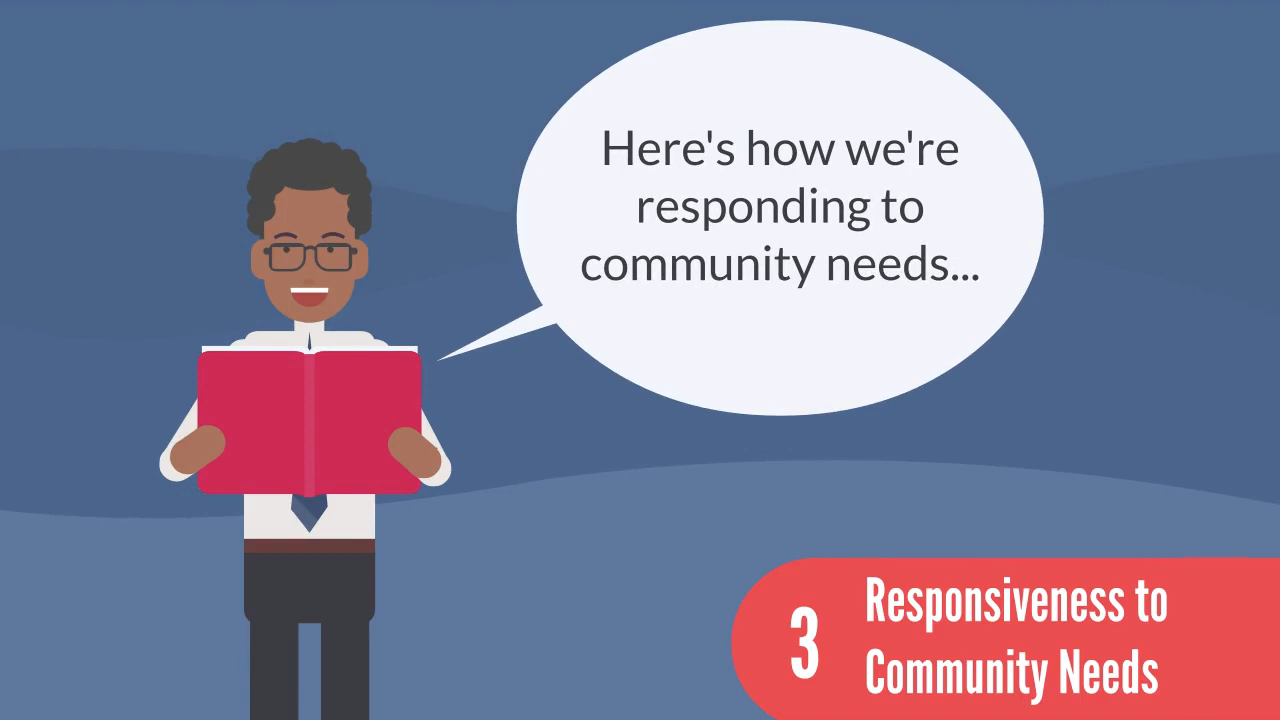 Here's how we're
responding to
community needs...
3
Responsiveness to
Community Needs